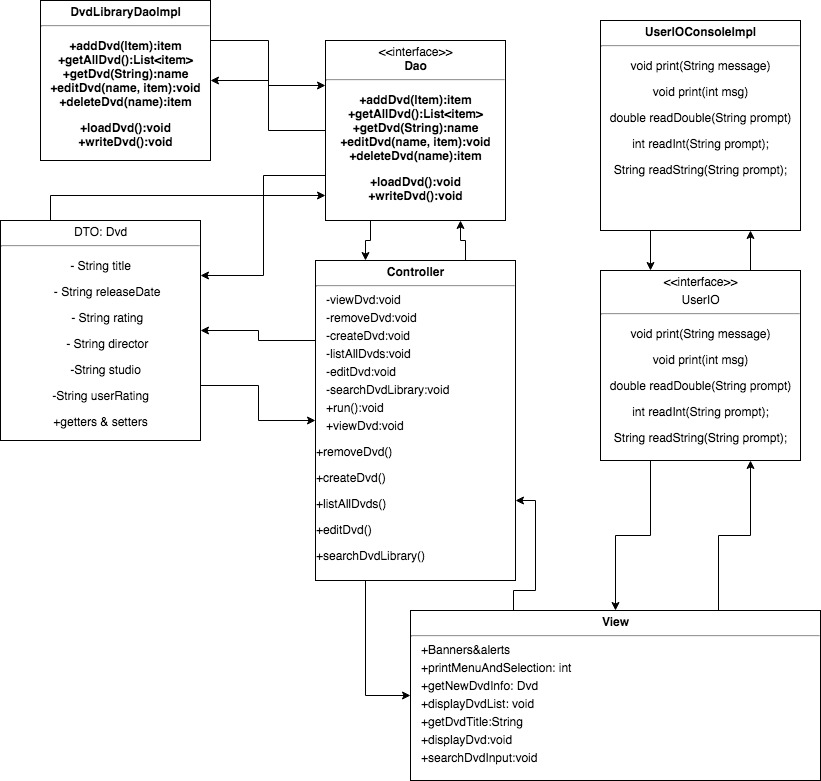 DvdLibraryDaoImpl
+addDvd(Item):item
+getAllDvd():List<item>
+getDvd(String):name
+editDvd(name, item):void
+deleteDvd(name):item
+loadDvd():void
+writeDvd():void
<<interface>>
Dao
+addDvd(Item):item
+getAllDvd():List<item>
+getDvd(String):name
+editDvd(name, item):void
+deleteDvd(name):item
+loadDvd():void
+writeDvd():void
UserIOConsoleImpl
void print(String message)
void print(int msg)
double readDouble(String prompt)
int readInt(String prompt);
String readString(String prompt);
DTO: Dvd
- String title
- String releaseDate
- String rating
- String director
-String studio
-String userRating
+getters & setters
Controller
-viewDvd:void
-removeDvd:void
-createDvd:void
-listAllDvds:void
-editDvd:void
-searchDvdLibrary:void
+run():void
+viewDvd:void
+removeDvd()
+createDvd()
+listAllDvds()
+editDvd()
+searchDvdLibrary()
<<interface>>
UserIO
void print(String message)
void print(int msg)
double readDouble(String prompt)
int readInt(String prompt);
String readString(String prompt);
View
+Banners&alerts
+printMenuAndSelection: int
+getNewDvdInfo: Dvd
+displayDvdList: void
+getDvdTitle:String
+displayDvd:void
+searchDvdInput:void